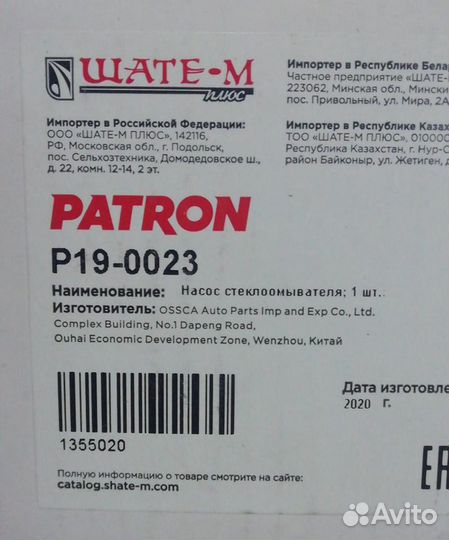 ШАТЕ-М
плюс
Импортер в Российской Федерации:
ООО «ШАТЕ-М ПЛЮС», 142116,
РФ, Московская обл., г. Подольск,
пос. Сельхозтехника, Домодедовское ш.,
д. 22, комн. 12-14, 2 эт.
Импортер в Республике
Частное предприятие «ШАТЕ-
223062, Минская обл., Мински
пос. Привольный, ул. Мира, 2А
Импортер в Республике
ТОО «ШАТЕ-М ПЛЮС»,
Республика Казахстан, г. Нур-С
район Байконыр, ул. Жетиген, д
PATRON
P19-0023
Наименование: Насос стеклоомывателя; 1 шт.
Изготовитель: OSSCA Auto Parts Imp and Exp Co., Ltd.
Complex Building, No.1 Dapeng Road,
Ouhai Economic Development Zone, Wenzhou, Китай
1355020
Дата изготовле
2020 г.
Полную информацию о товаре смотрите на сайте:
catalog.shate-m.com
EAC
Avito